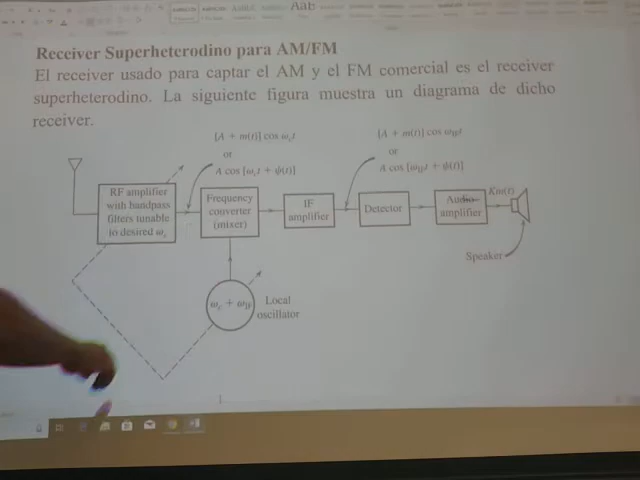 Receiver Superheterodino para AM/FM
El receiver usado para captar el AM y el FM comercial es el receiver
superheterodino. La siguiente figura muestra un diagrama de dicho
receiver.
[A + m(t)] cos ω_c t
or
A cos [ω_c t + ψ(t)]
[A + m(t)] cos ω_IF t
or
A cos [ω_IF t + ψ(t)]
RF amplifier
with bandpass
filters tunable
to desired ω_c
Frequency
converter
(mixer)
IF
amplifier
Detector
Audio
amplifier
Km(t)
Speaker
ω_c + ω_IF
Local
oscillator